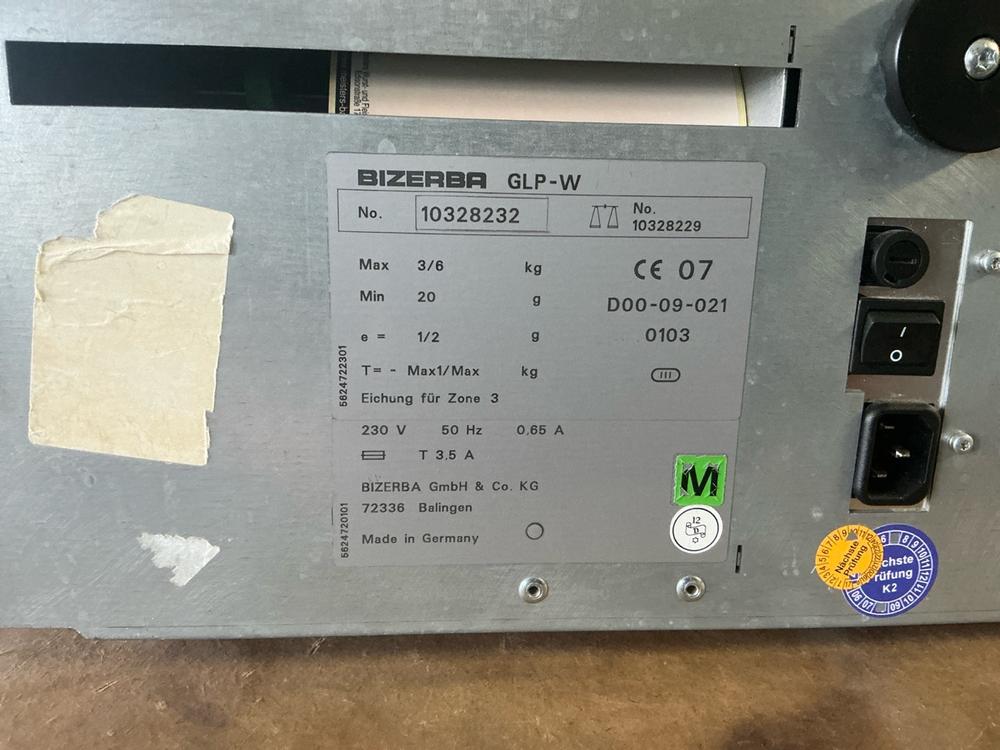 BIZERBA GLP-W
No. 10328232 No. 10328229
Max 3/6 kg
Min 20 g
e = 1/2 g
T= - Max1/Max kg
Eichung für Zone 3
CE 07
D00-09-021
0103
III
5624722301
230 V 50 Hz 0,65 A
T 3.5 A
BIZERBA GmbH & Co. KG
72336 Balingen
Made in Germany
5624720101
M
12
D
I
O
Nächste
Prüfung
K2